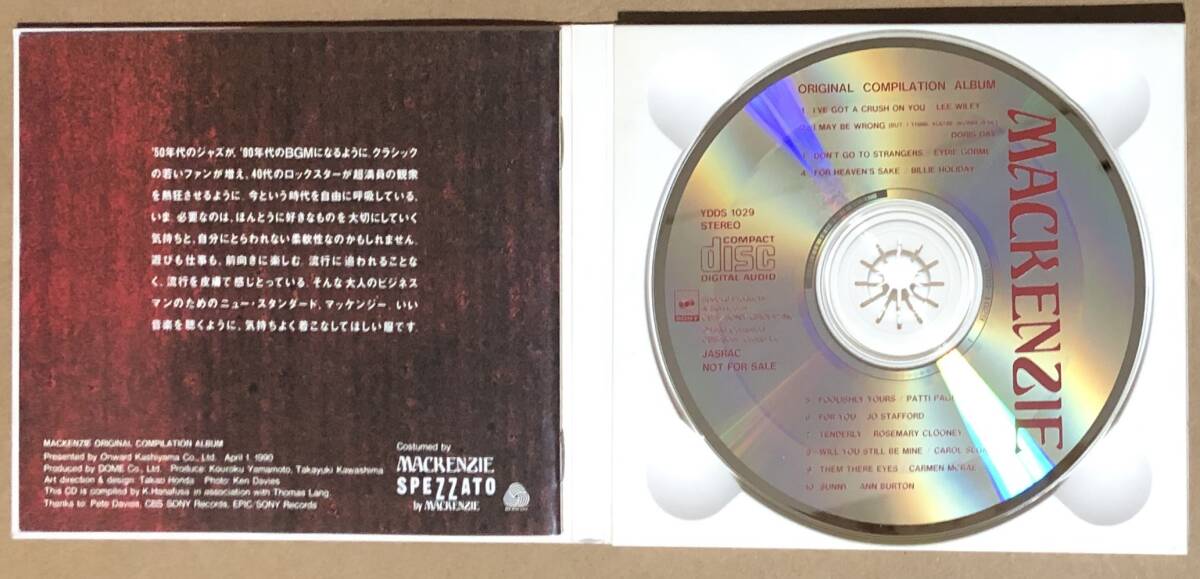 '50年代のジャズが、'90年代のBGMになるように、クラシック
の若いファンが増え、40代のロックスターが超満員の観衆
を熱狂させるように、今という時代を自由に呼吸している。
いま、必要なのは、ほんとうに好きなものを大切にしていく
気持ちと、自分にとらわれない柔軟性なのかもしれません。
遊びも仕事も、前向きに楽しむ。流行に追われることな
く、流行を皮膚で感じとっている。そんな大人のビジネス
マンのためのニュー・スタンダード、マッケンジー。いい
音楽を聴くように、気持ちよく着こなしてほしい服です。
MACKENZIE ORIGINAL COMPILATION ALBUM
Presented by Onward Kashiyama Co., Ltd. April 1, 1990
Produced by DOME Co., Ltd. Produce: Kouroku Yamamoto, Takayuki Kawashima
Art direction & design: Takao Honda Photo: Ken Davies
This CD is compiled by K.Hanafusa in association with Thomas Lang.
Thanks to: Pete Davies, CBS SONY Records, EPIC/SONY Records
Costumed by
MACKENZIE
SPEZZATO
by MACKENZIE
ORIGINAL COMPILATION ALBUM
1. I'VE GOT A CRUSH ON YOU LEE WILEY
I MAY BE WRONG (BUT I THINK YOU'RE
DORIS DAY
3. DON'T GO TO STRANGERS / EYDIE GORME
4. FOR HEAVEN'S SAKE / BILLIE HOLIDAY
YDDS 1029
STEREO
COMPACT
disc
DIGITAL AUDIO
SONY
JASRAC
NOT FOR SALE
5. FOOLISHLY YOURS / PATTI PAGE
6. FOR YOU JO STAFFORD
7. TENDERLY ROSEMARY CLOONEY
8. WILL YOU STILL BE MINE / CAROL
9. THEM THERE EYES / CARMEN McRAE
10. SUNNY ANN BURTON
MACKENZIE